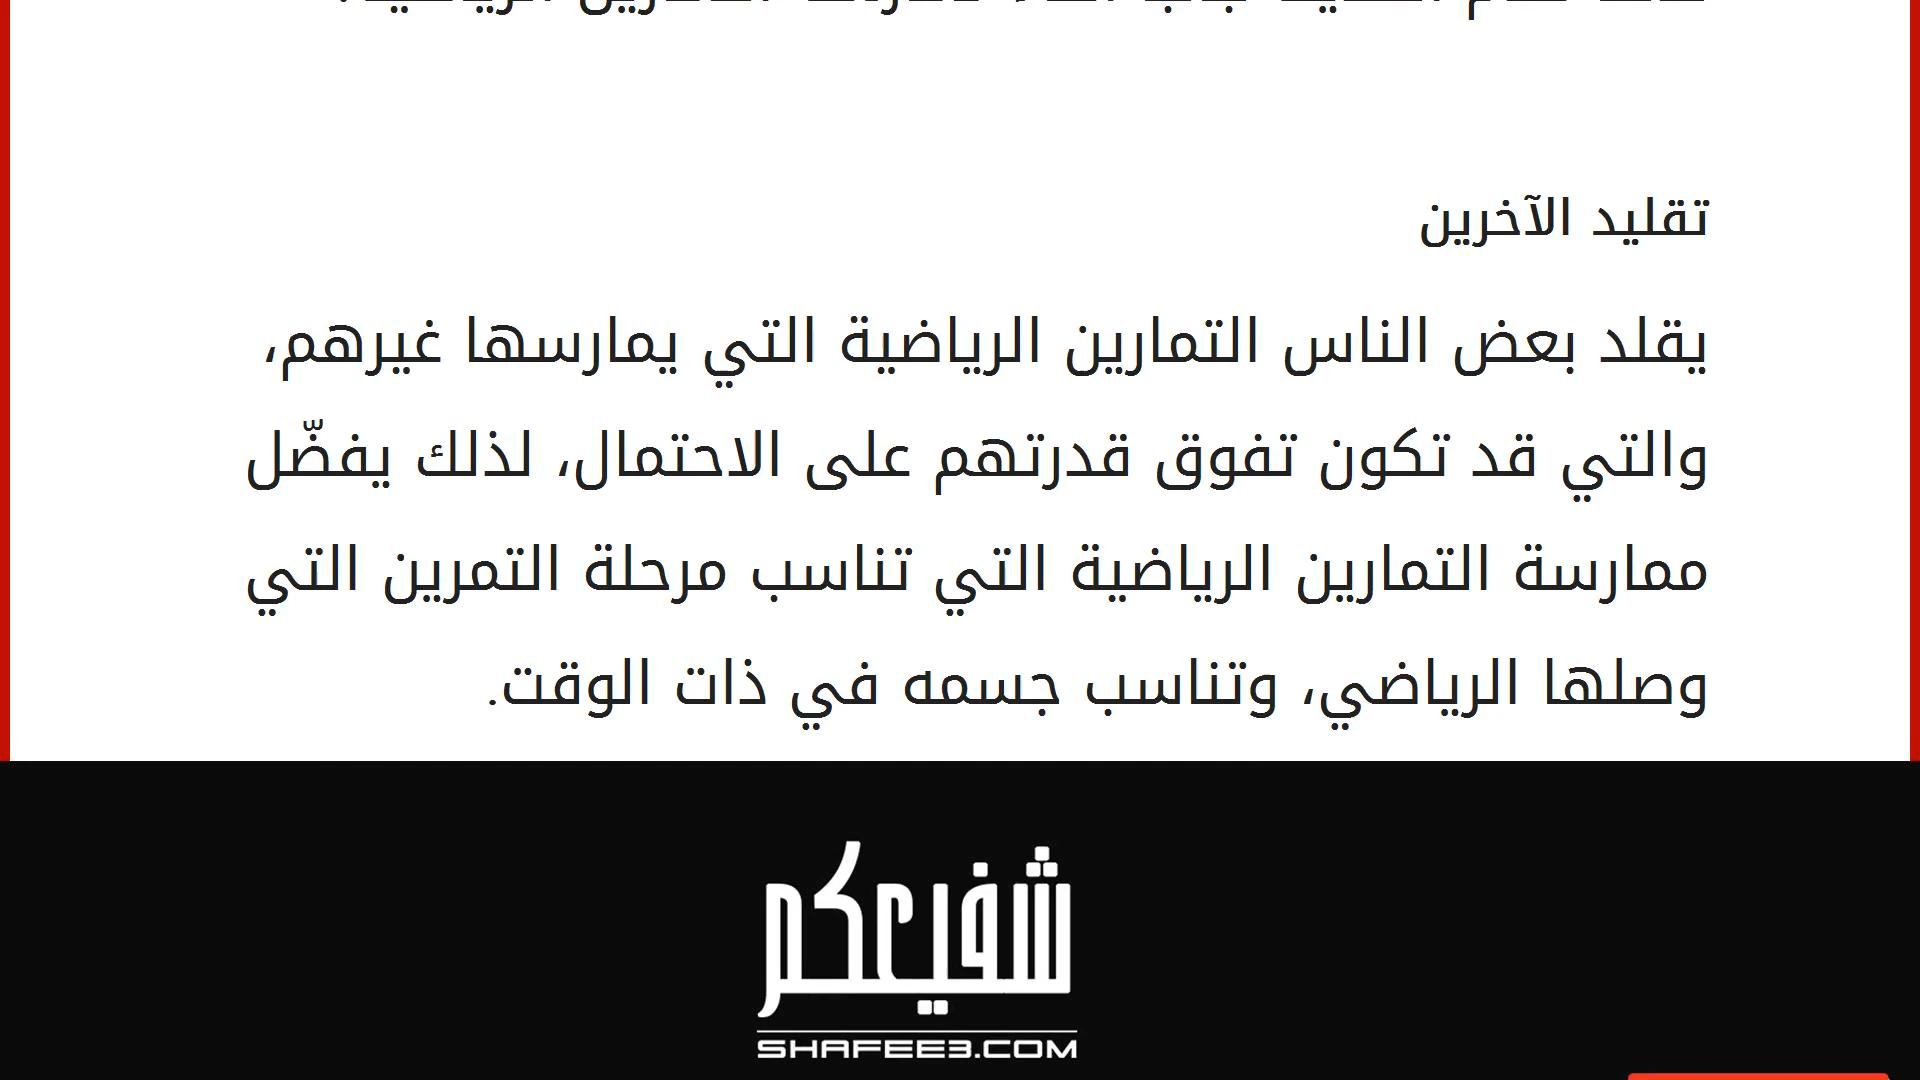 تقليد الآخرين
يقلد بعض الناس التمارين الرياضية التي يمارسها غيرهم،
والتي قد تكون تفوق قدرتهم على الاحتمال، لذلك يفضّل
ممارسة التمارين الرياضية التي تناسب مرحلة التمرين التي
وصلها الرياضي، وتناسب جسمه في ذات الوقت.
شفيعكم
SHAFEE3.COM